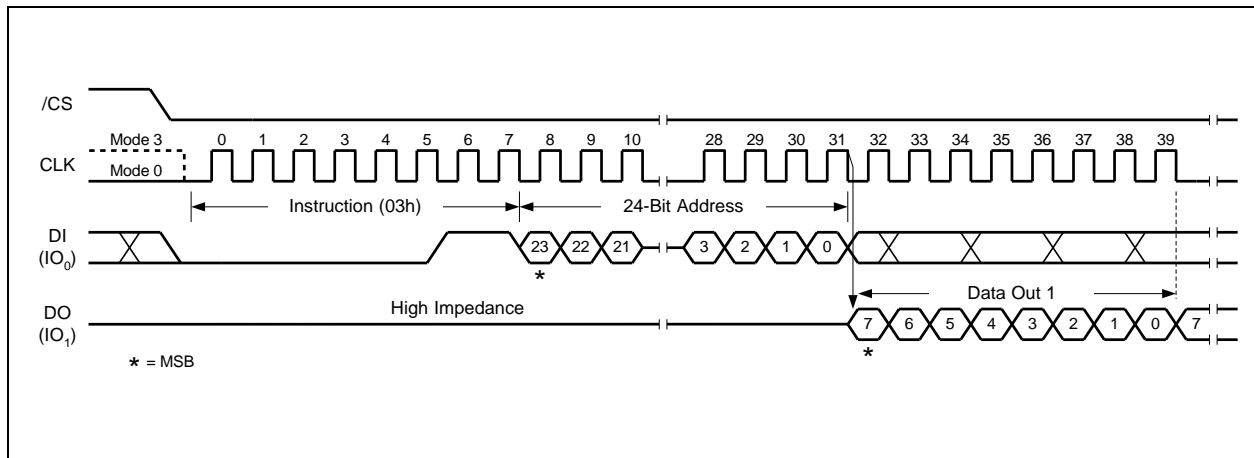 /CS
Mode 3
0 1 2 3 4 5 6 7 8 9 10 28 29 30 31 32 33 34 35 36 37 38 39
CLK
Mode 0
Instruction (03h) 24-Bit Address
DI
(IO0)
23 22 21 3 2 1 0
*
Data Out 1
High Impedance
DO
(IO1)
7 6 5 4 3 2 1 0 7
*
* = MSB